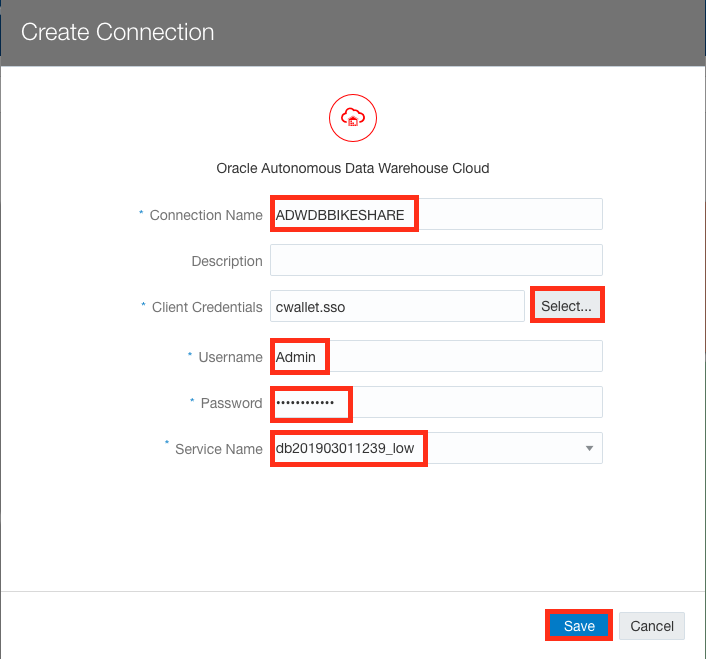 Create Connection
Oracle Autonomous Data Warehouse Cloud
* Connection Name ADWDBBIKESHARE
Description
* Client Credentials cwallet.sso Select...
* Username Admin
* Password ••••••••••••
* Service Name db201903011239_low
Save Cancel